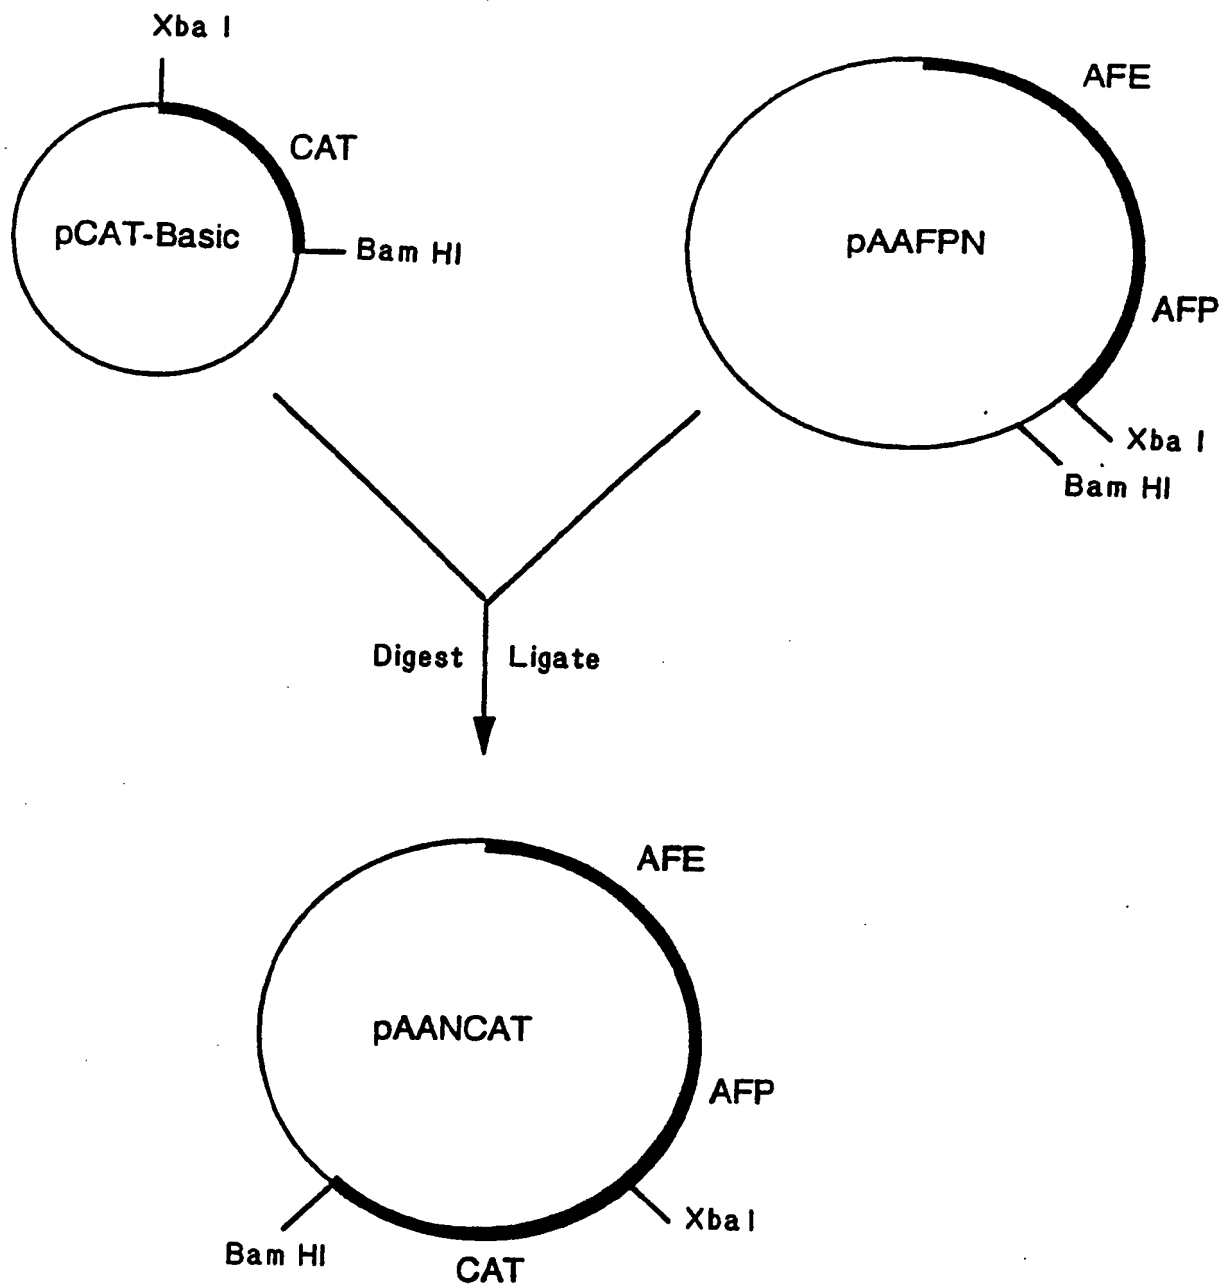 Xba I
CAT
pCAT-Basic
Bam HI
AFE
pAAFPN
AFP
Xba I
Bam HI
Digest
Ligate
AFE
pAANCAT
AFP
Xba I
Bam HI
CAT